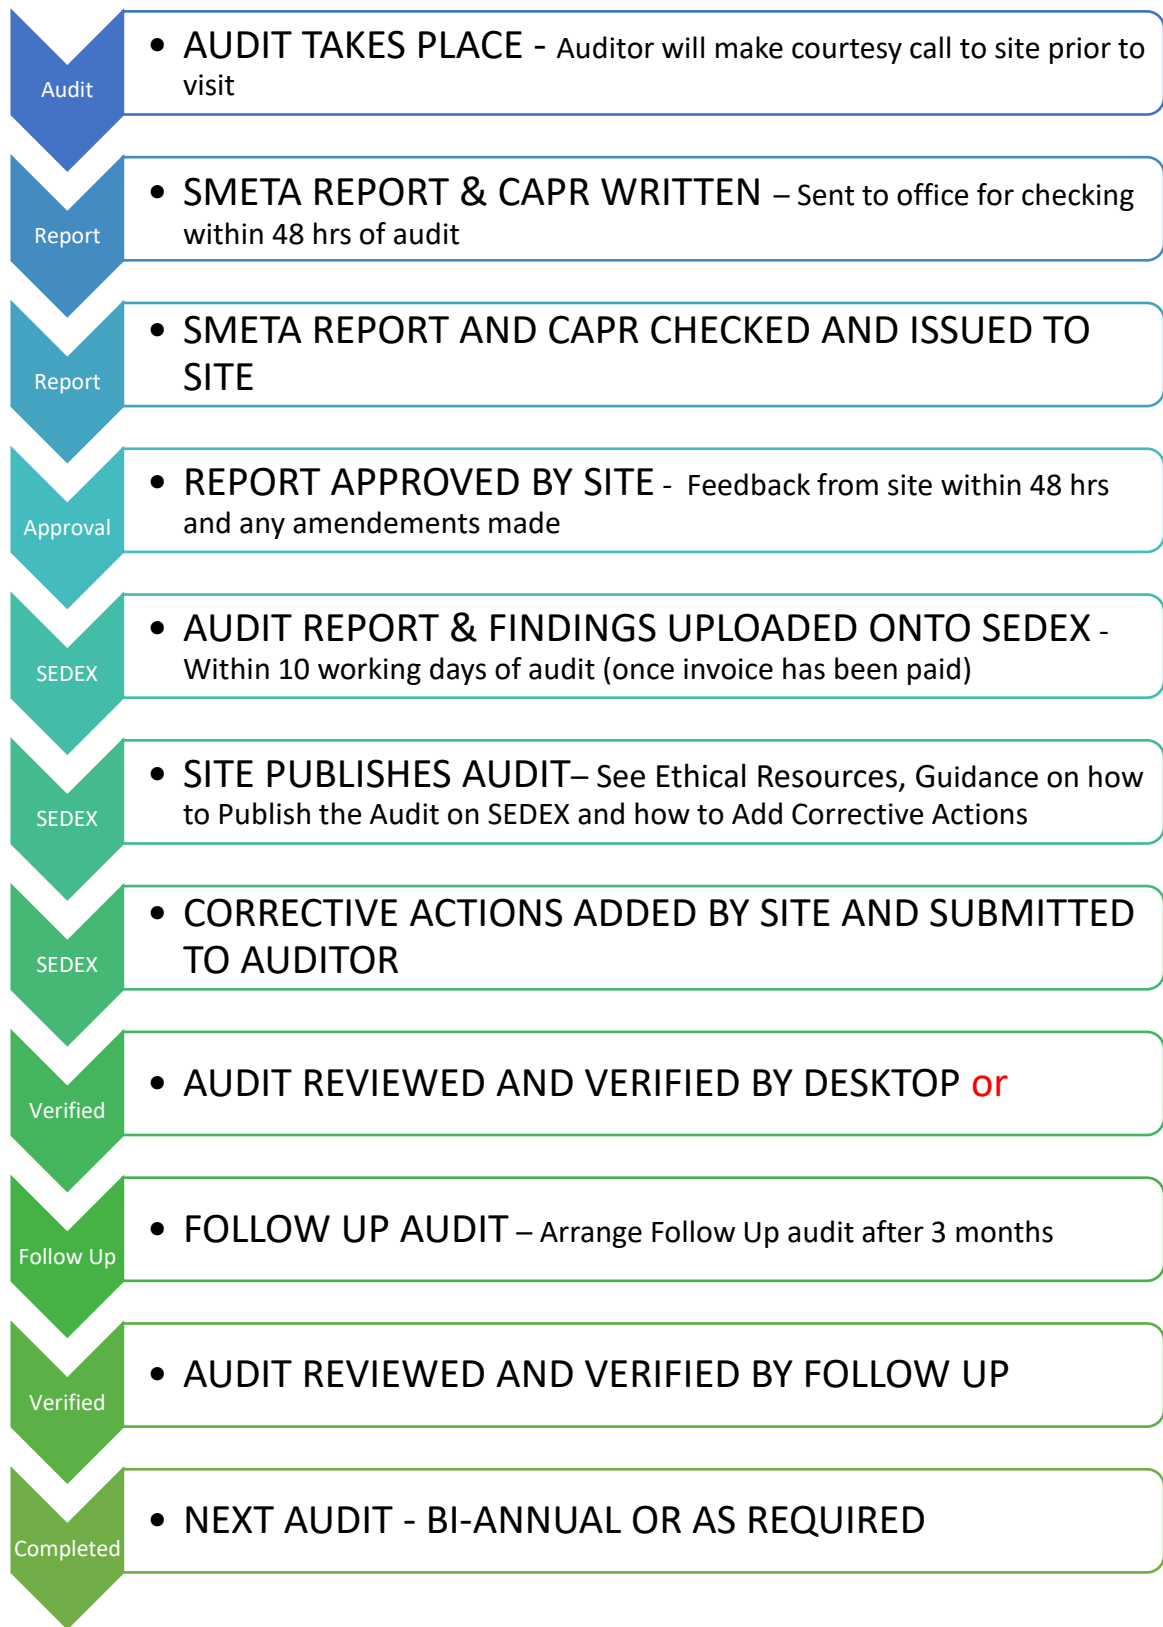 Audit
• AUDIT TAKES PLACE - Auditor will make courtesy call to site prior to
visit
Report
• SMETA REPORT & CAPR WRITTEN – Sent to office for checking
within 48 hrs of audit
Report
• SMETA REPORT AND CAPR CHECKED AND ISSUED TO
SITE
Approval
• REPORT APPROVED BY SITE - Feedback from site within 48 hrs
and any amendements made
SEDEX
• AUDIT REPORT & FINDINGS UPLOADED ONTO SEDEX -
Within 10 working days of audit (once invoice has been paid)
SEDEX
• SITE PUBLISHES AUDIT– See Ethical Resources, Guidance on how
to Publish the Audit on SEDEX and how to Add Corrective Actions
SEDEX
• CORRECTIVE ACTIONS ADDED BY SITE AND SUBMITTED
TO AUDITOR
Verified
• AUDIT REVIEWED AND VERIFIED BY DESKTOP or
Follow Up
• FOLLOW UP AUDIT – Arrange Follow Up audit after 3 months
Verified
• AUDIT REVIEWED AND VERIFIED BY FOLLOW UP
Completed
• NEXT AUDIT - BI-ANNUAL OR AS REQUIRED